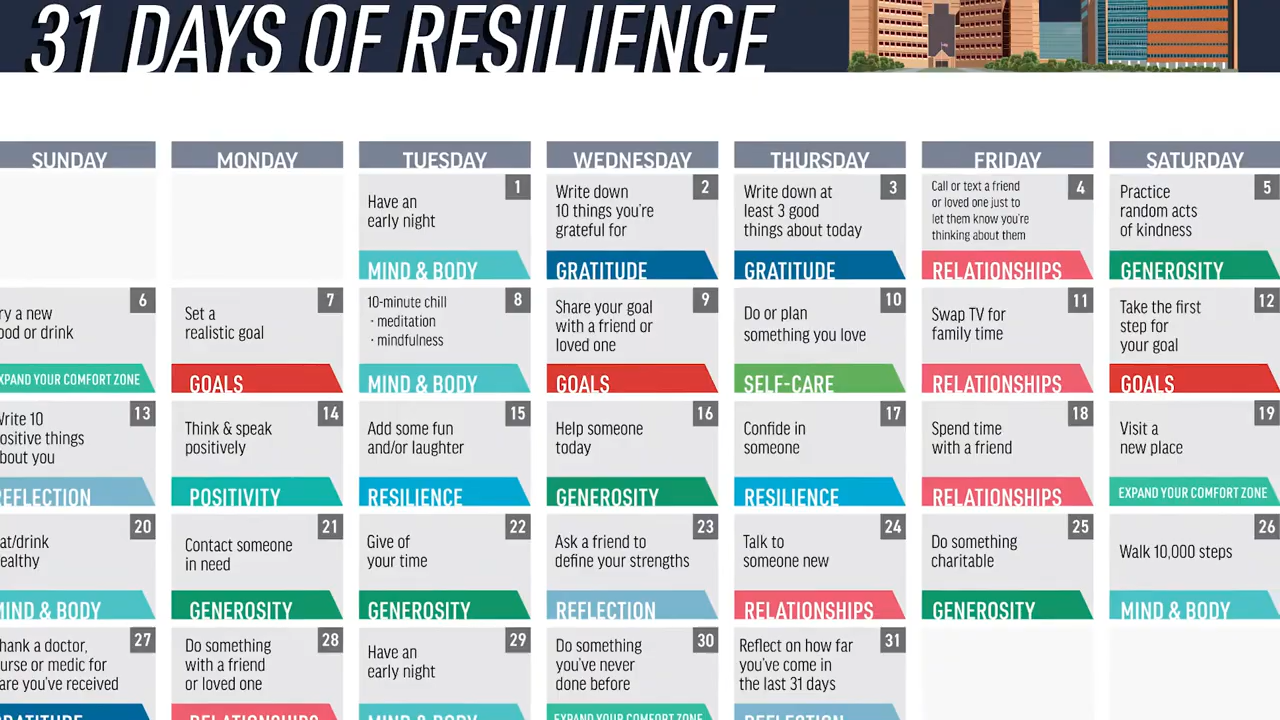 31 DAYS OF RESILIENCE
SUNDAY
MONDAY
TUESDAY
WEDNESDAY
THURSDAY
FRIDAY
SATURDAY
1
Have an
early night
MIND & BODY
2
Write down
10 things you're
grateful for
GRATITUDE
3
Write down at
least 3 good
things about today
GRATITUDE
4
Call or text a friend
or loved one just to
let them know you're
thinking about them
RELATIONSHIPS
5
Practice
random acts
of kindness
GENEROSITY
6
ry a new
ood or drink
XPAND YOUR COMFORT ZONE
7
Set a
realistic goal
GOALS
8
10-minute chill
· meditation
· mindfulness
MIND & BODY
9
Share your goal
with a friend or
loved one
GOALS
10
Do or plan
something you love
SELF-CARE
11
Swap TV for
family time
RELATIONSHIPS
12
Take the first
step for
your goal
GOALS
13
Write 10
ositive things
bout you
REFLECTION
14
Think & speak
positively
POSITIVITY
15
Add some fun
and/or laughter
RESILIENCE
16
Help someone
today
GENEROSITY
17
Confide in
someone
RESILIENCE
18
Spend time
with a friend
RELATIONSHIPS
19
Visit a
new place
EXPAND YOUR COMFORT ZONE
20
at/drink
ealthy
MIND & BODY
21
Contact someone
in need
GENEROSITY
22
Give of
your time
GENEROSITY
23
Ask a friend to
define your strengths
REFLECTION
24
Talk to
someone new
RELATIONSHIPS
25
Do something
charitable
GENEROSITY
26
Walk 10,000 steps
MIND & BODY
27
hank a doctor,
urse or medic for
are you've received
GRATITUDE
28
Do something
with a friend
or loved one
RELATIONSHIPS
29
Have an
early night
MIND & BODY
30
Do something
you've never
done before
EXPAND YOUR COMFORT ZONE
31
Reflect on how far
you've come in
the last 31 days
REFLECTION